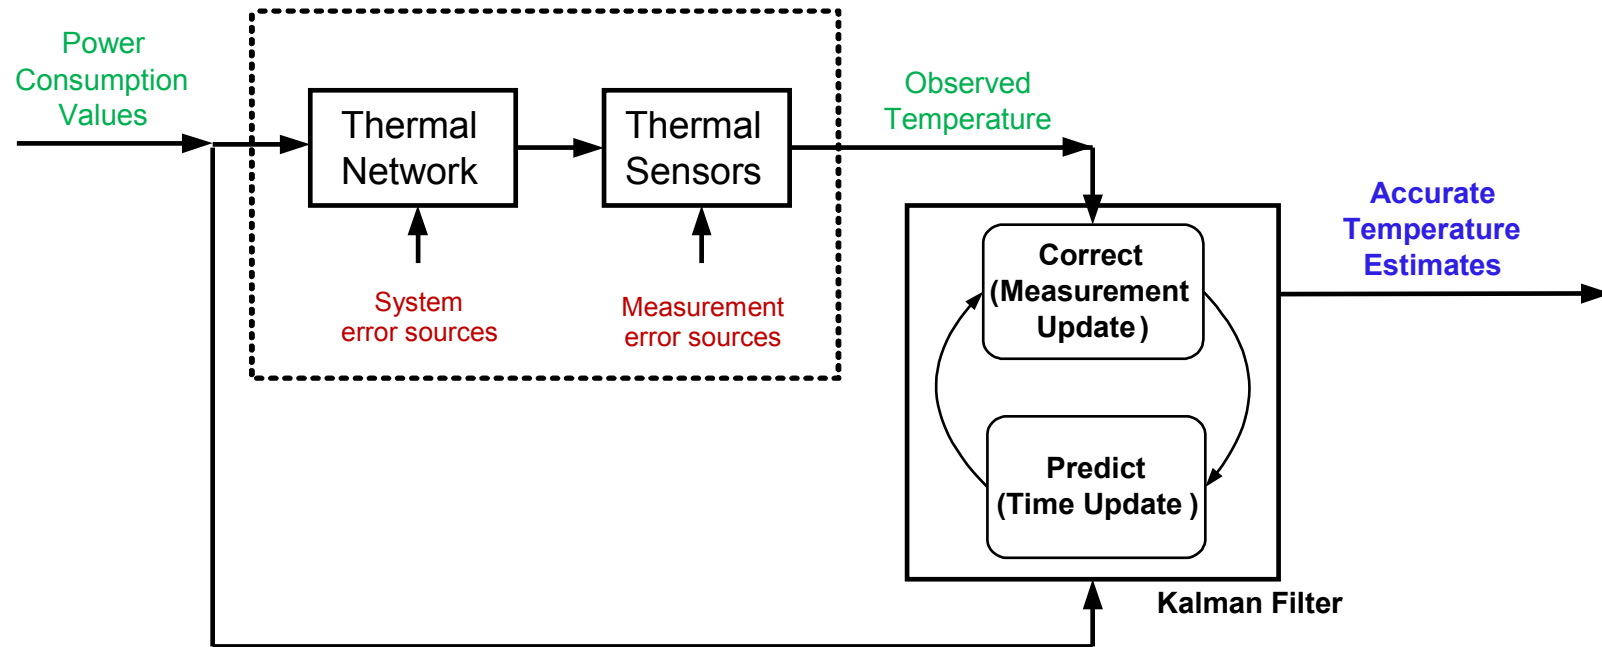 Power
Consumption
Values
Thermal
Network
Thermal
Sensors
System
error sources
Measurement
error sources
Observed
Temperature
Correct
(Measurement
Update)
Predict
(Time Update )
Kalman Filter
Accurate
Temperature
Estimates